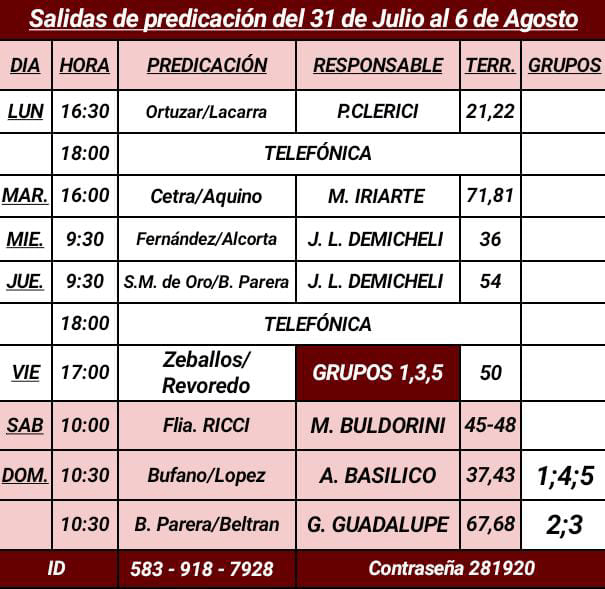 Salidas de predicación del 31 de Julio al 6 de Agosto
DIA HORA PREDICACIÓN RESPONSABLE TERR. GRUPOS
LUN 16:30 Ortuzar/Lacarra P.CLERICI 21,22
18:00 TELEFÓNICA
MAR. 16:00 Cetra/Aquino M. IRIARTE 71,81
MIE. 9:30 Fernández/Alcorta J. L. DEMICHELI 36
JUE. 9:30 S.M. de Oro/B. Parera J. L. DEMICHELI 54
18:00 TELEFÓNICA
VIE 17:00 Zeballos/
Revoredo GRUPOS 1,3,5 50
SAB 10:00 Flia. RICCI M. BULDORINI 45-48
DOM. 10:30 Bufano/Lopez A. BASILICO 37,43 1;4;5
10:30 B. Parera/Beltran G. GUADALUPE 67,68 2;3
ID 583 - 918 - 7928 Contraseña 281920